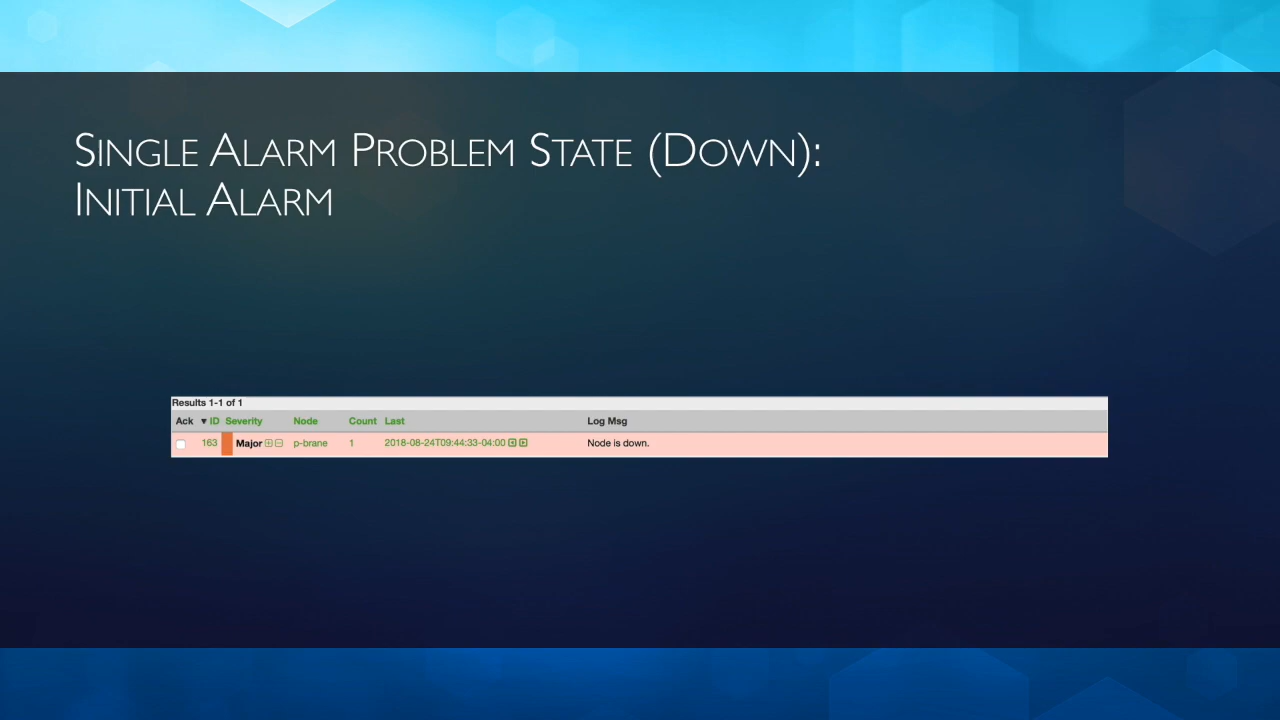 Single Alarm Problem State (Down):
Initial Alarm
Results 1-1 of 1
Ack ▼ ID Severity Node Count Last Log Msg
163 Major p-brane 1 2018-08-24T09:44:33-04:00 Node is down.